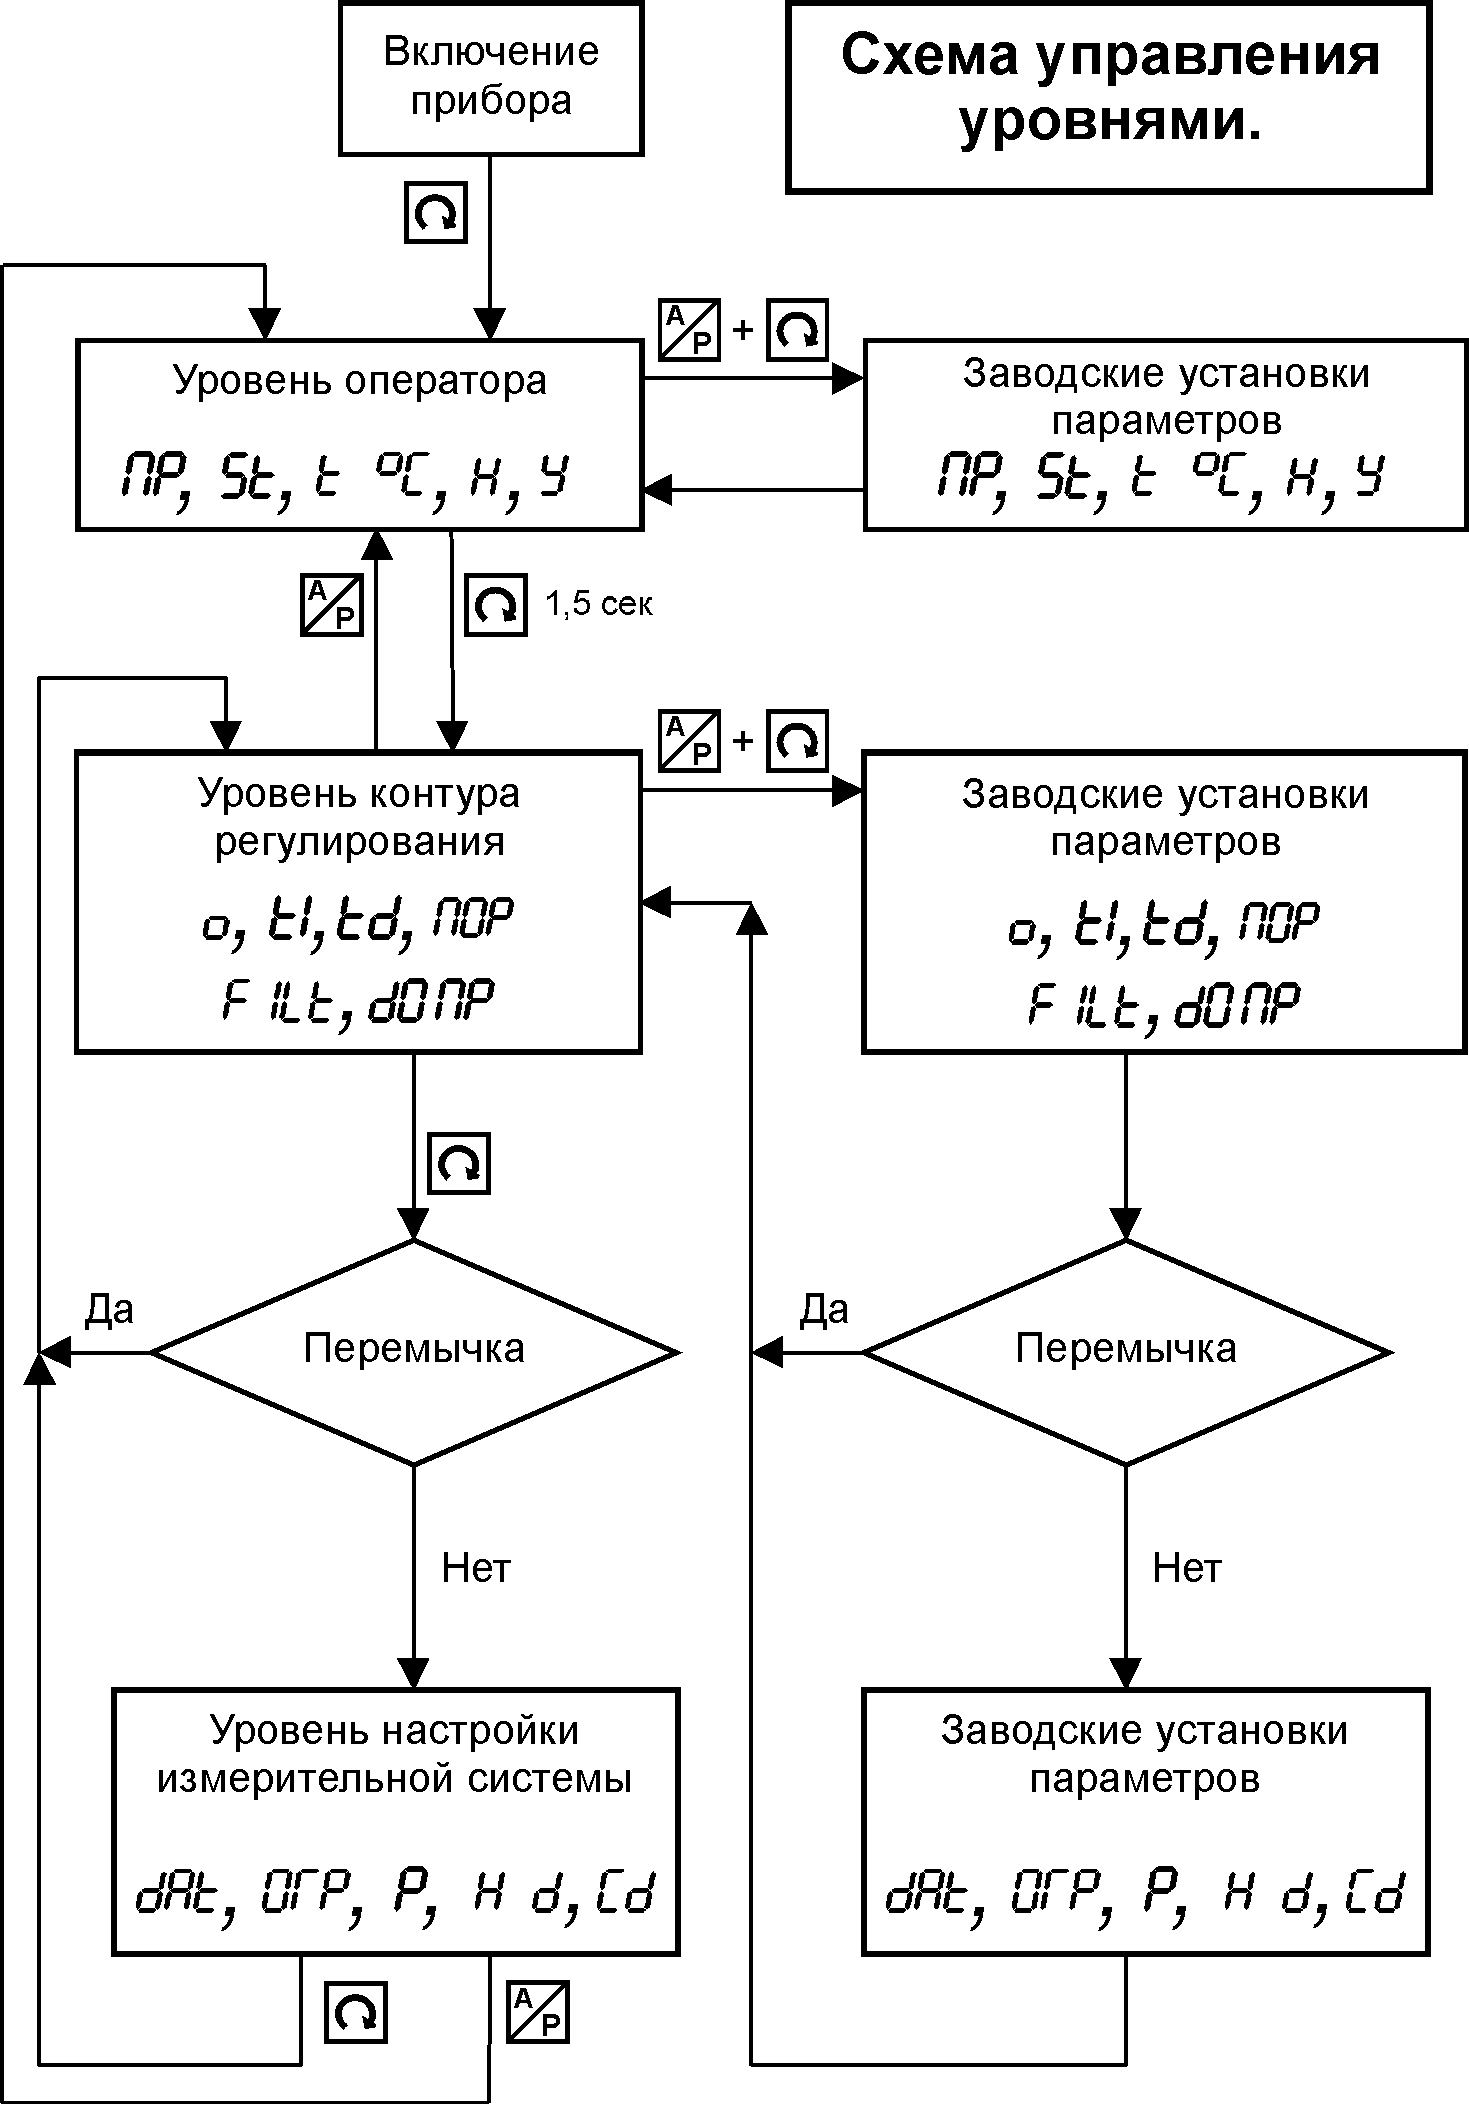 Включение
прибора
Схема управления
уровнями.
A/P +
Уровень оператора
ПР, St, t °C, н, У
Заводские установки
параметров
ПР, St, t °C, н, У
A/P
1,5 сек
A/P +
Уровень контура
регулирования
о, tI, td, ПОР
FILt, dОПР
Заводские установки
параметров
о, tI, td, ПОР
FILt, dОПР
Да
Перемычка
Да
Перемычка
Нет
Нет
Уровень настройки
измерительной системы
dAt, ОГР, Р, н d, Cd
Заводские установки
параметров
dAt, ОГР, Р, н d, Cd
A/P